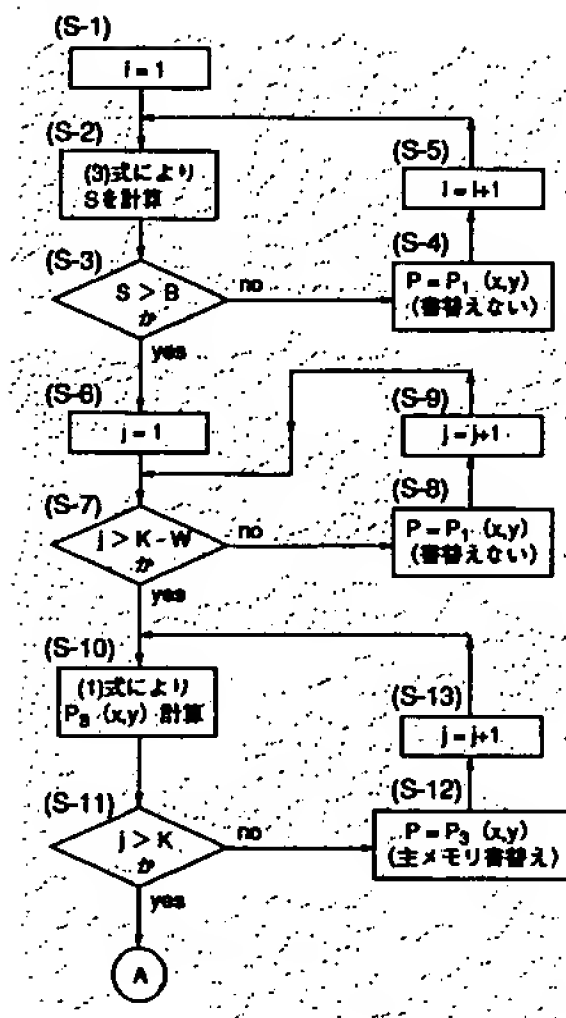 (S-1)
i = 1
(S-2)
(3)式により
Sを計算
(S-5)
i = i+1
(S-3)
S > B
か
no
yes
(S-4)
P = P₁ (x,y)
(書替えない)
(S-6)
j = 1
(S-9)
j = j+1
(S-7)
j > K - W
か
no
yes
(S-8)
P = P₁ (x,y)
(書替えない)
(S-10)
(1)式により
P₃ (x,y) 計算
(S-13)
j = j+1
(S-11)
j > K
か
no
yes
(S-12)
P = P₃ (x,y)
(主メモリ書替え)
A